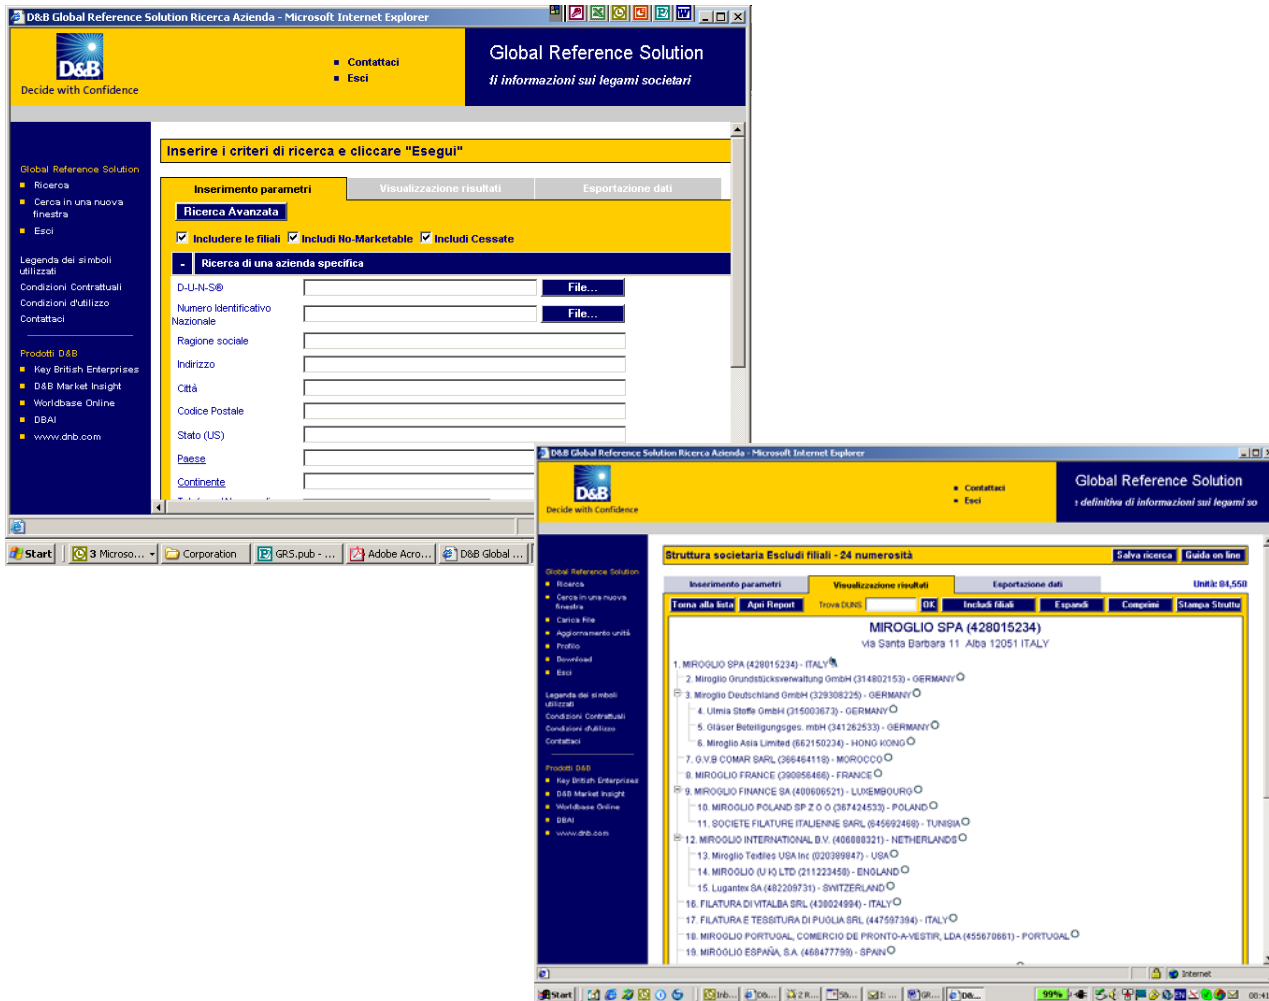 D&B Global Reference Solution Ricerca Azienda - Microsoft Internet Explorer
D&B
Decide with Confidence
Contattaci
Esci
Global Reference Solution
di informazioni sui legami societari
Global Reference Solution
Ricerca
Cerca in una nuova
finestra
Esci
Legenda dei simboli
utilizzati
Condizioni Contrattuali
Condizioni d'utilizzo
Contattaci
Prodotti D&B
Key British Enterprises
D&B Market Insight
Worldbase Online
DBAI
www.dnb.com
Inserire i criteri di ricerca e cliccare "Esegui"
Inserimento parametri
Visualizzazione risultati
Esportazione dati
Ricerca Avanzata
Includere le filiali Includi No-Marketable Includi Cessate
- Ricerca di una azienda specifica
D-U-N-S® File...
Numero Identificativo
Nazionale File...
Ragione sociale
Indirizzo
Città
Codice Postale
Stato (US)
Paese
Continente
Start 3 Microso... Corporation GRS.pub - ... Adobe Acro... D&B Global ...
D&B Global Reference Solution Ricerca Azienda - Microsoft Internet Explorer
D&B
Decide with Confidence
Contattaci
Esci
Global Reference Solution
definitiva di informazioni sui legami so
Global Reference Solution
Ricerca
Cerca in una nuova
finestra
Carica File
Aggiornamento unità
Profilo
Download
Esci
Legenda dei simboli
utilizzati
Condizioni Contrattuali
Condizioni d'utilizzo
Contattaci
Prodotti D&B
Key British Enterprises
D&B Market Insight
Worldbase Online
DBAI
www.dnb.com
Struttura societaria Escludi filiali - 24 numerosità
Salva ricerca Guida on line
Inserimento parametri
Visualizzazione risultati
Esportazione dati
Unità: 84,550
Torna alla lista Apri Report Trova DUNS OK Includi filiali Espandi Comprimi Stampa Struttu
MIROGLIO SPA (428015234)
via Santa Barbara 11 Alba 12051 ITALY
1. MIROGLIO SPA (428015234) - ITALY
2. Miroglio Grundstücksverwaltung GmbH (314802153) - GERMANY
3. Miroglio Deutschland GmbH (329308225) - GERMANY
4. Ulmia Stoffe GmbH (315003673) - GERMANY
5. Gläser Beteiligungsges. mbH (341262533) - GERMANY
6. Miroglio Asia Limited (662150234) - HONG KONG
7. G.V.B COMAR SARL (366464118) - MOROCCO
8. MIROGLIO FRANCE (390856466) - FRANCE
9. MIROGLIO FINANCE SA (400606521) - LUXEMBOURG
10. MIROGLIO POLAND SP Z O O (367424533) - POLAND
11. SOCIETE FILATURE ITALIENNE SARL (645692468) - TUNISIA
12. MIROGLIO INTERNATIONAL B.V. (406888321) - NETHERLANDS
13. Miroglio Textiles USA Inc (020389847) - USA
14. MIROGLIO (U K) LTD (211223458) - ENGLAND
15. Lugantex SA (482209731) - SWITZERLAND
16. FILATURA DI VITALBA SRL (438024994) - ITALY
17. FILATURA E TESSITURA DI PUGLIA SRL (447597394) - ITALY
18. MIROGLIO PORTUGAL, COMERCIO DE PRONTO-A-VESTIR, LDA (455670661) - PORTUGAL
19. MIROGLIO ESPAÑA, S.A. (468477799) - SPAIN
Internet
Start Inb... D&... 2 R... SB... GR... D&... 99% EN 08:41